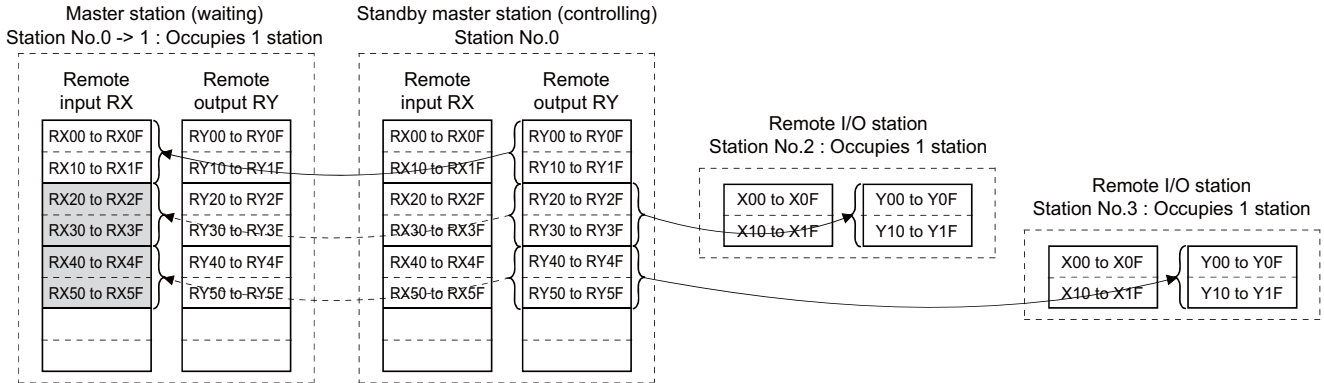 Master station (waiting)
Station No.0 -> 1 : Occupies 1 station
Remote
input RX
Remote
output RY
RX00 to RX0F
RY00 to RY0F
RX10 to RX1F
RY10 to RY1F
RX20 to RX2F
RY20 to RY2F
RX30 to RX3F
RY30 to RY3E
RX40 to RX4F
RY40 to RY4F
RX50 to RX5F
RY50 to RY5E
Standby master station (controlling)
Station No.0
Remote
input RX
Remote
output RY
RX00 to RX0F
RY00 to RY0F
RX10 to RX1F
RY10 to RY1F
RX20 to RX2F
RY20 to RY2F
RX30 to RX3F
RY30 to RY3F
RX40 to RX4F
RY40 to RY4F
RX50 to RX5F
RY50 to RY5F
Remote I/O station
Station No.2 : Occupies 1 station
X00 to X0F
Y00 to Y0F
X10 to X1F
Y10 to Y1F
Remote I/O station
Station No.3 : Occupies 1 station
X00 to X0F
Y00 to Y0F
X10 to X1F
Y10 to Y1F